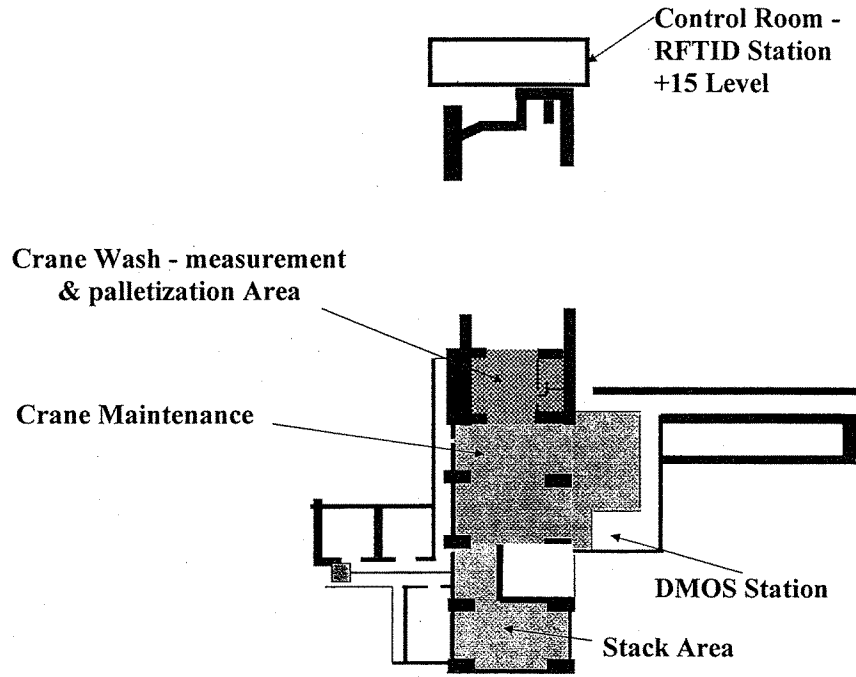 Control Room -
RFTID Station
+15 Level
Crane Wash - measurement
& palletization Area
Crane Maintenance
DMOS Station
Stack Area